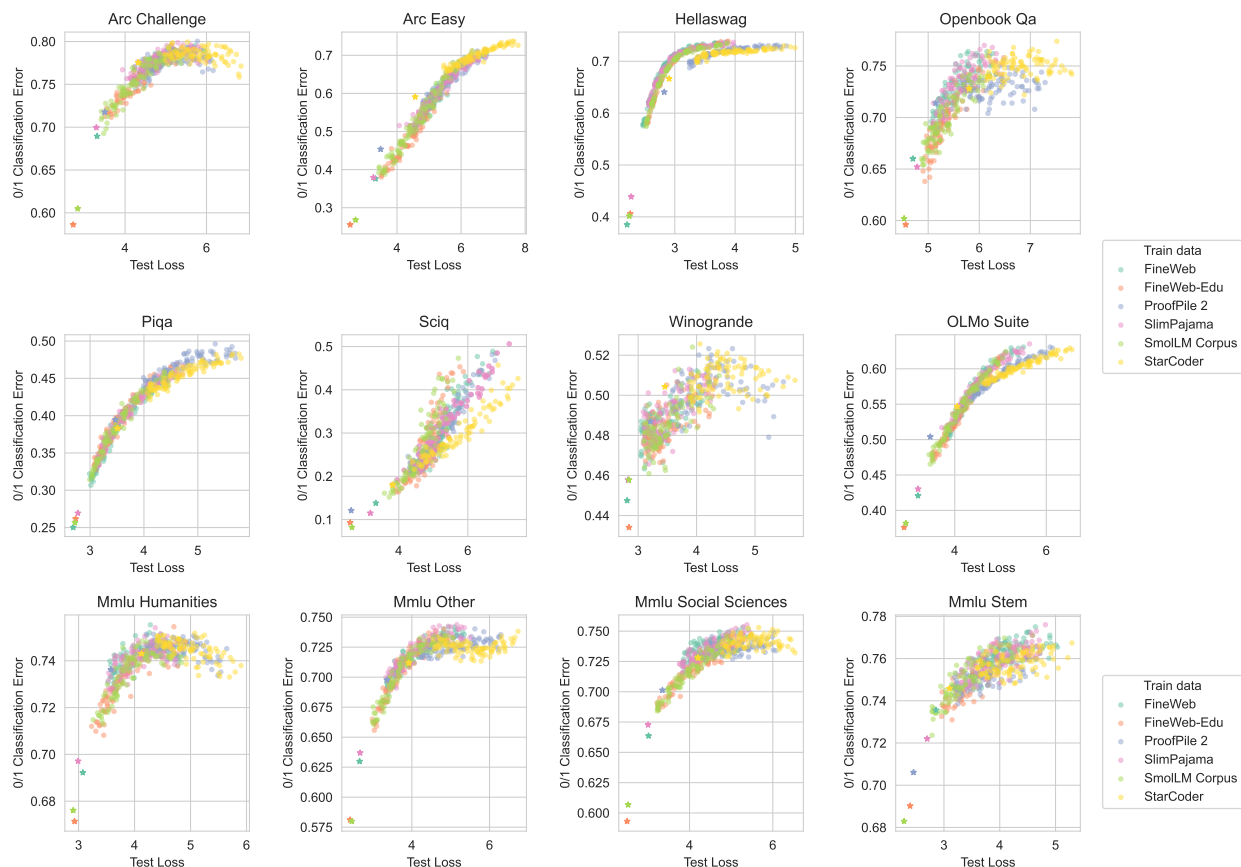 Arc Challenge
0/1 Classification Error
0.80
0.75
0.70
0.65
0.60
4
5
6
Test Loss
Arc Easy
0/1 Classification Error
0.7
0.6
0.5
0.4
0.3
4
6
8
Test Loss
Hellaswag
0/1 Classification Error
0.7
0.6
0.5
0.4
3
4
5
Test Loss
Openbook Qa
0/1 Classification Error
0.75
0.70
0.65
0.60
5
6
7
Test Loss
Train data
FineWeb
FineWeb-Edu
ProofPile 2
SlimPajama
SmolLM Corpus
StarCoder
Piqa
0/1 Classification Error
0.50
0.45
0.40
0.35
0.30
0.25
3
4
5
Test Loss
Sciq
0/1 Classification Error
0.5
0.4
0.3
0.2
0.1
4
6
Test Loss
Winogrande
0/1 Classification Error
0.52
0.50
0.48
0.46
0.44
3
4
5
Test Loss
OLMo Suite
0/1 Classification Error
0.60
0.55
0.50
0.45
0.40
4
6
Test Loss
Mmlu Humanities
0/1 Classification Error
0.74
0.72
0.70
0.68
3
4
5
6
Test Loss
Mmlu Other
0/1 Classification Error
0.750
0.725
0.700
0.675
0.650
0.625
0.600
0.575
4
6
Test Loss
Mmlu Social Sciences
0/1 Classification Error
0.750
0.725
0.700
0.675
0.650
0.625
0.600
4
6
Test Loss
Mmlu Stem
0/1 Classification Error
0.78
0.76
0.74
0.72
0.70
0.68
3
4
5
Test Loss
Train data
FineWeb
FineWeb-Edu
ProofPile 2
SlimPajama
SmolLM Corpus
StarCoder